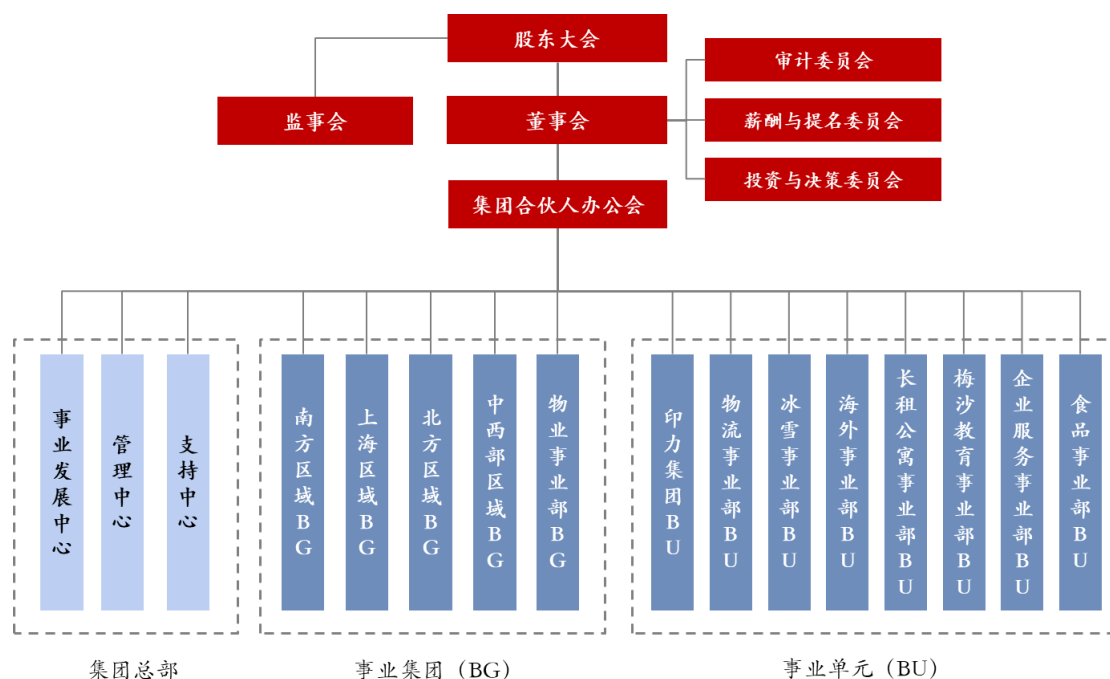 股东大会
审计委员会
监事会
董事会
薪酬与提名委员会
投资与决策委员会
集团合伙人办公会
事业发展中心
管理中心
支持中心
南方区域BG
上海区域BG
北方区域BG
中西部区域BG
物业事业部BG
印力集团BU
物流事业部BU
冰雪事业部BU
海外事业部BU
长租公寓事业部BU
梅沙教育事业部BU
企业服务事业部BU
食品事业部BU
集团总部
事业集团（BG）
事业单元（BU）